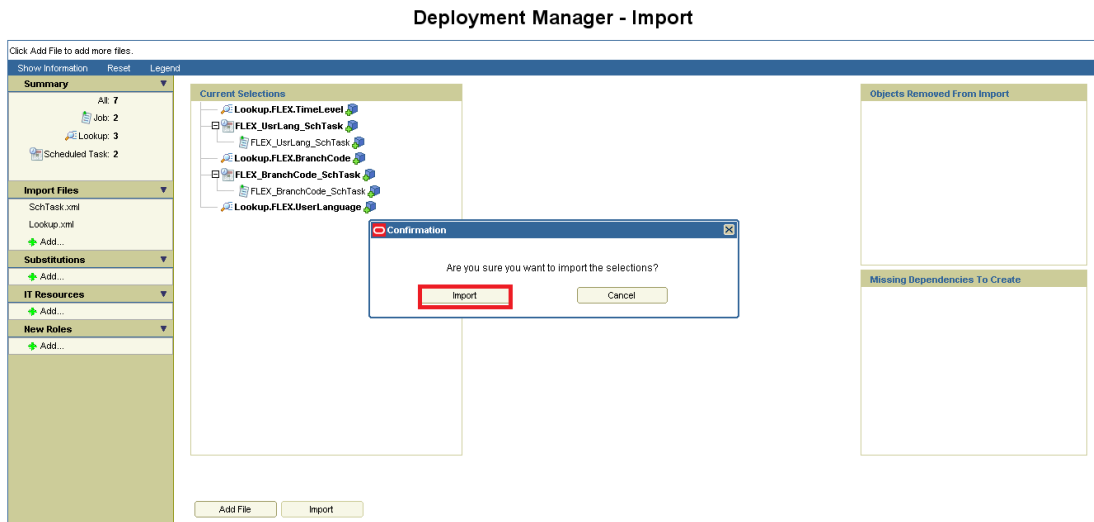 Deployment Manager - Import
Click Add File to add more files.
Show Information Reset Legend
Summary
All: 7
Job: 2
Lookup: 3
Scheduled Task: 2
Import Files
SchTask.xml
Lookup.xml
Add...
Substitutions
Add...
IT Resources
Add...
New Roles
Add...
Current Selections
Lookup.FLEX.TimeLevel
FLEX_UsrLang_SchTask
FLEX_UsrLang_SchTask
Lookup.FLEX.BranchCode
FLEX_BranchCode_SchTask
FLEX_BranchCode_SchTask
Lookup.FLEX.UserLanguage
Confirmation
Are you sure you want to import the selections?
Import Cancel
Objects Removed From Import
Missing Dependencies To Create
Add File Import